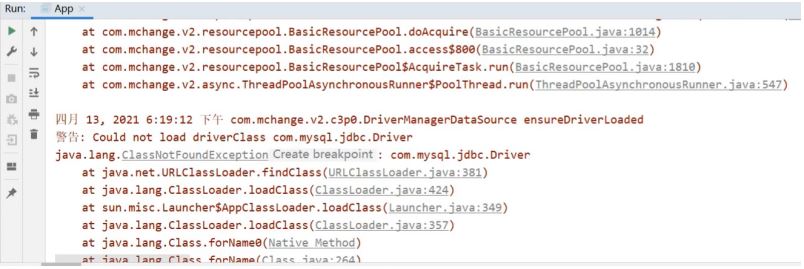 Run: App ×
at com.mchange.v2.resourcepool.BasicResourcePool.doAcquire(BasicResourcePool.java:1014)
at com.mchange.v2.resourcepool.BasicResourcePool.access$800(BasicResourcePool.java:32)
at com.mchange.v2.resourcepool.BasicResourcePool$AcquireTask.run(BasicResourcePool.java:1810)
at com.mchange.v2.async.ThreadPoolAsynchronousRunner$PoolThread.run(ThreadPoolAsynchronousRunner.java:547)
四月 13, 2021 6:19:12 下午 com.mchange.v2.c3p0.DriverManagerDataSource ensureDriverLoaded
警告: Could not load driverClass com.mysql.jdbc.Driver
java.lang.ClassNotFoundException Create breakpoint : com.mysql.jdbc.Driver
at java.net.URLClassLoader.findClass(URLClassLoader.java:381)
at java.lang.ClassLoader.loadClass(ClassLoader.java:424)
at sun.misc.Launcher$AppClassLoader.loadClass(Launcher.java:349)
at java.lang.ClassLoader.loadClass(ClassLoader.java:357)
at java.lang.Class.forName0(Native Method)
at java.lang.Class.forName(Class.java:264)